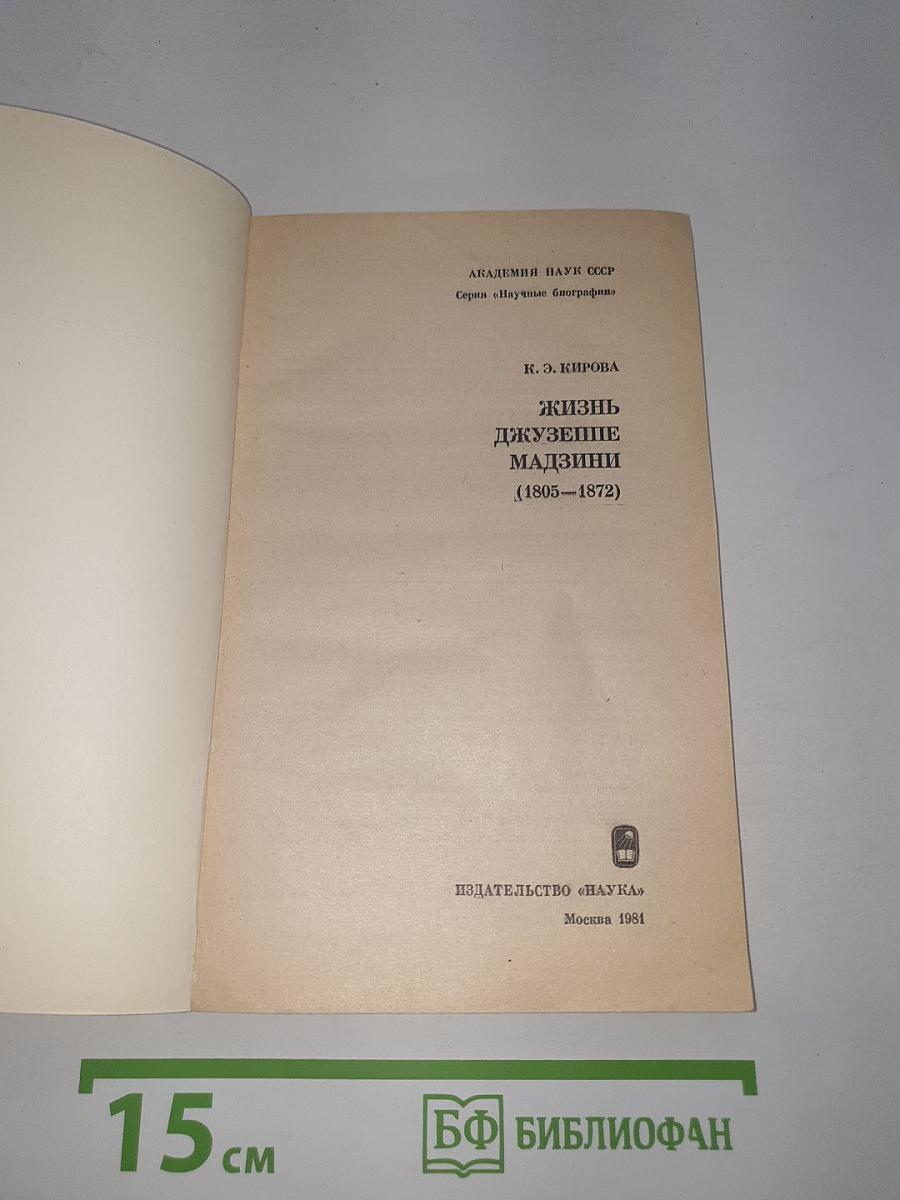 АКАДЕМИЯ НАУК СССР
Серия «Научные биографии»
К. Э. КИРОВА
ЖИЗНЬ
ДЖУЗЕППЕ
МАДЗИНИ
(1805—1872)
ИЗДАТЕЛЬСТВО «НАУКА»
Москва 1981
15 см
БФ БИБЛИОФАН